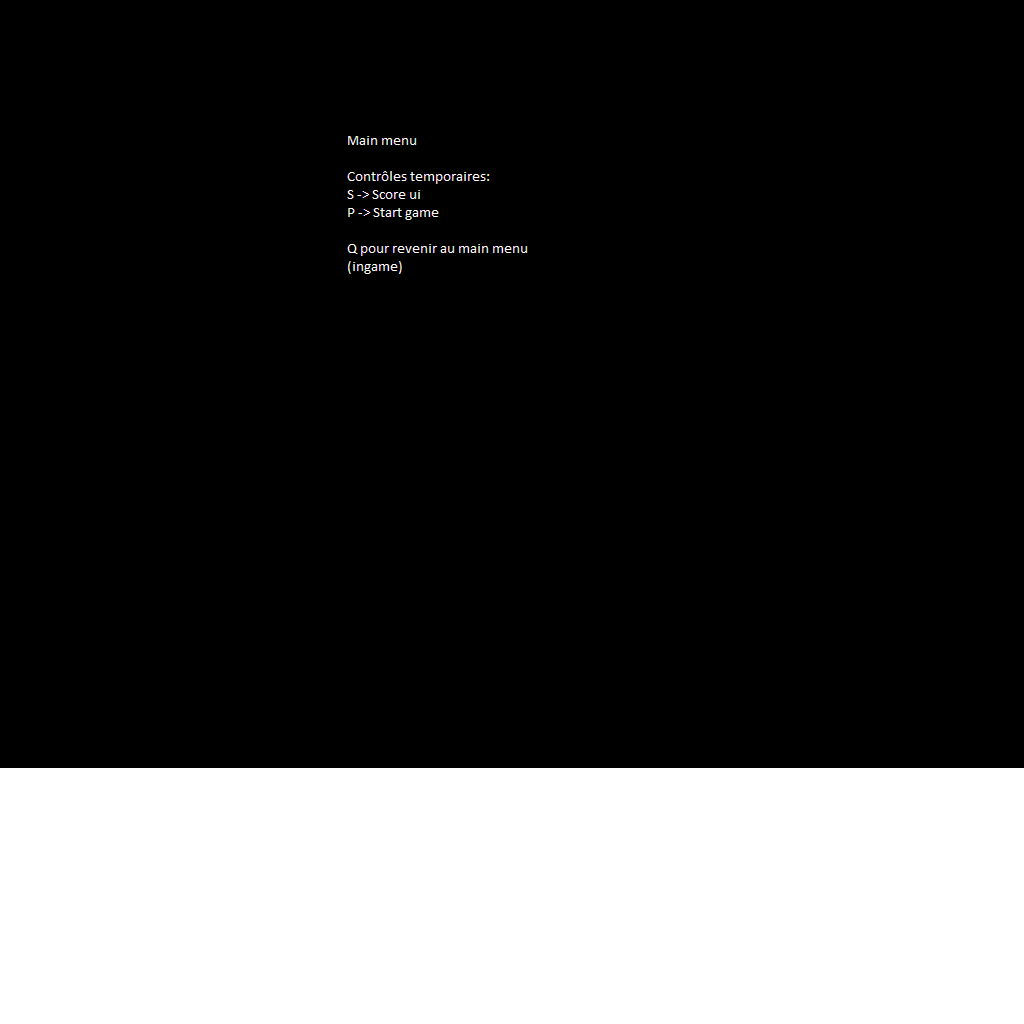 Main menu
Contrôles temporaires:
S -> Score ui
P -> Start game
Q pour revenir au main menu
(ingame)